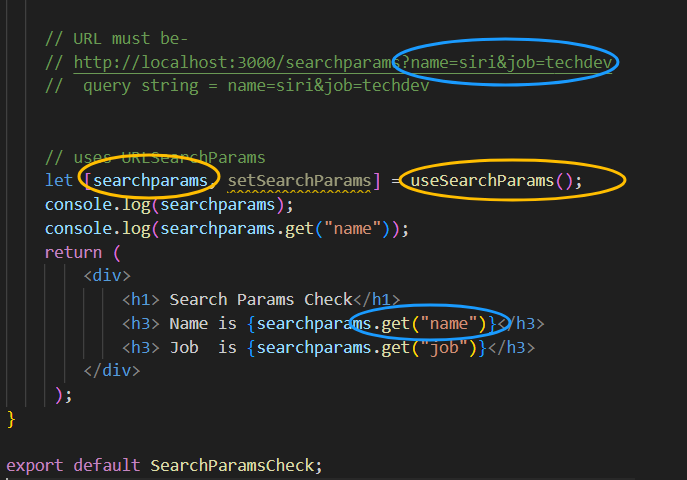 // URL must be-
// http://localhost:3000/searchparams?name=siri&job=techdev
//  query string = name=siri&job=techdev
// uses URLSearchParams
let [searchparams, setSearchParams] = useSearchParams();
console.log(searchparams);
console.log(searchparams.get("name"));
return (
<div>
<h1> Search Params Check</h1>
<h3> Name is {searchparams.get("name")}</h3>
<h3> Job  is {searchparams.get("job")}</h3>
</div>
);
}
export default SearchParamsCheck;